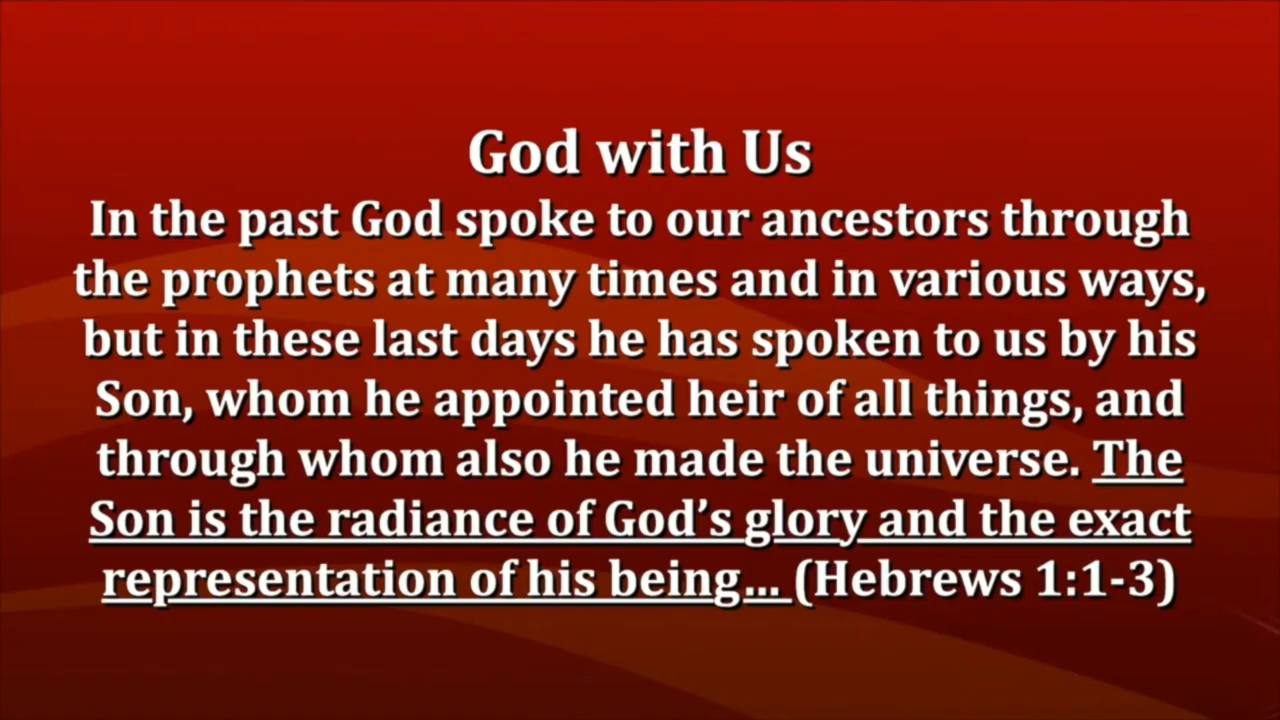 God with Us
In the past God spoke to our ancestors through
the prophets at many times and in various ways,
but in these last days he has spoken to us by his
Son, whom he appointed heir of all things, and
through whom also he made the universe. The
Son is the radiance of God’s glory and the exact
representation of his being… (Hebrews 1:1-3)